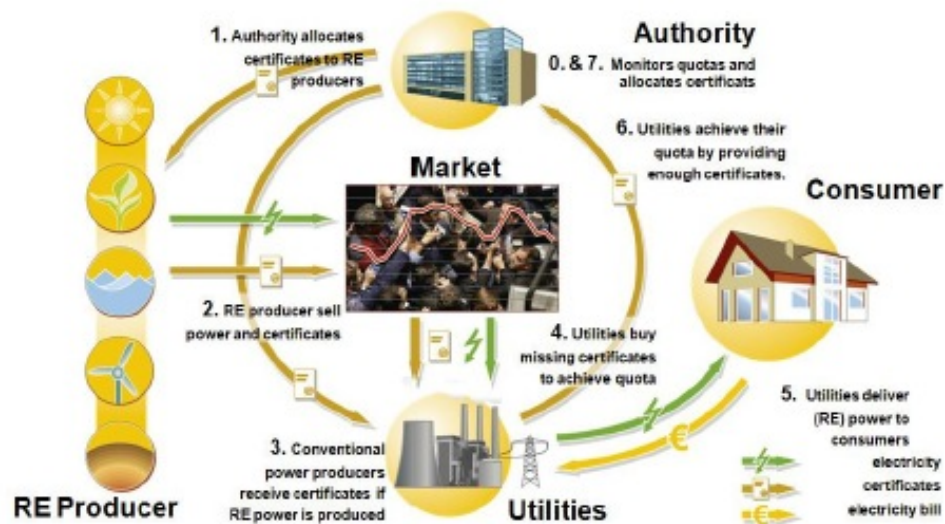 1. Authority allocates
certificates to RE
producers
Authority
0. & 7. Monitors quotas and
allocates certificats
6. Utilities achieve their
quota by providing
enough certificates.
Market
Consumer
2. RE producer sell
power and certificates
4. Utilities buy
missing certificates
to achieve quota
5. Utilities deliver
(RE) power to
consumers
3. Conventional
power producers
receive certificates if
RE power is produced
RE Producer
Utilities
€
electricity
certificates
€ electricity bill